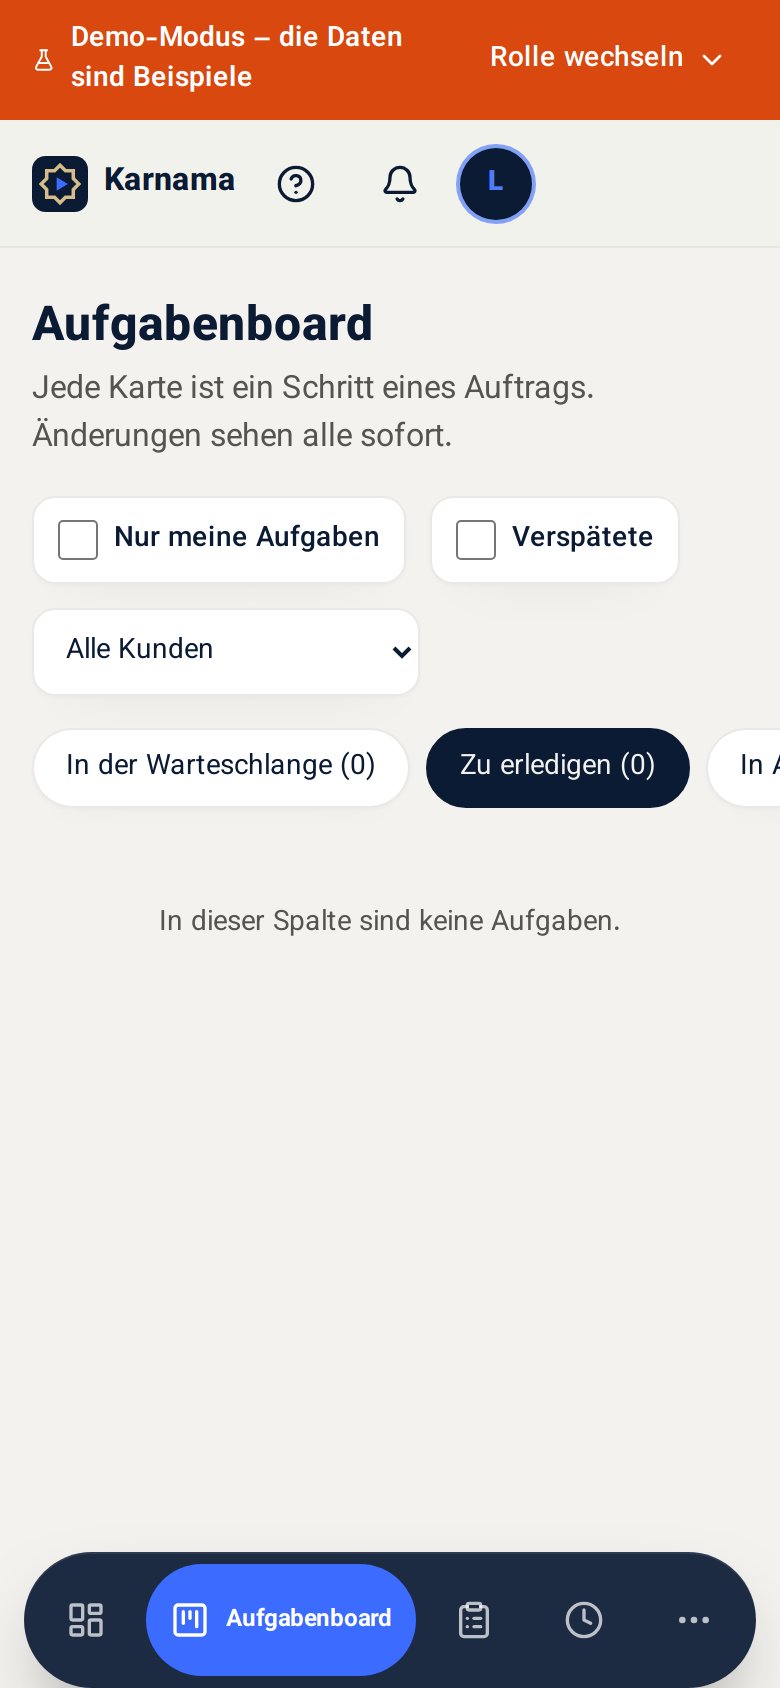 Demo-Modus – die Daten
sind Beispiele
Rolle wechseln
Karnama
L
Aufgabenboard
Jede Karte ist ein Schritt eines Auftrags.
Änderungen sehen alle sofort.
Nur meine Aufgaben
Verspätete
Alle Kunden
In der Warteschlange (0)
Zu erledigen (0)
In
In dieser Spalte sind keine Aufgaben.
Aufgabenboard